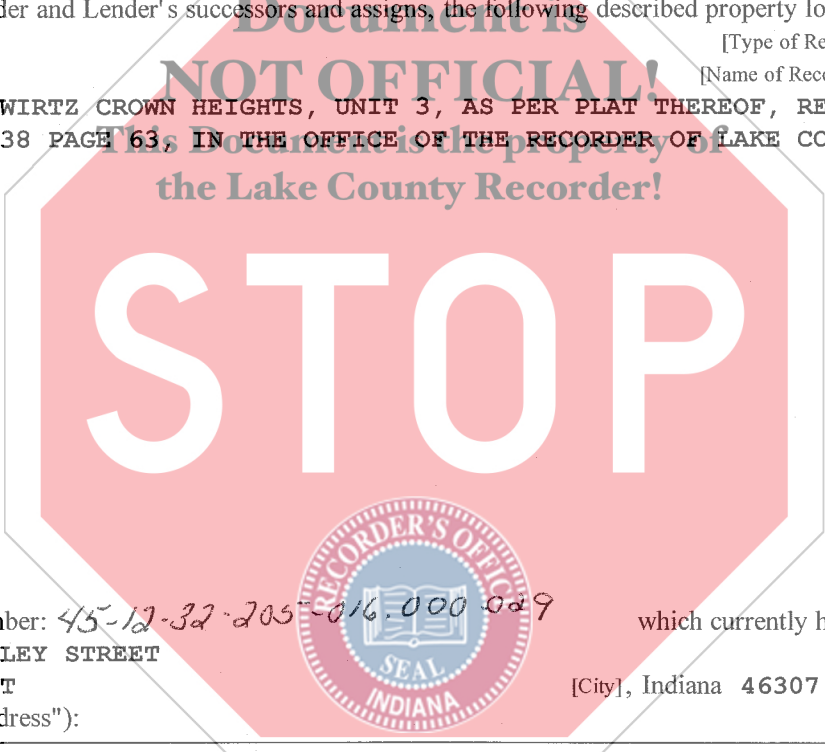 der and Lender's successors and assigns, the following described property lo
Document is
[Type of Re
NOT OFFICIAL!
[Name of Reco
WIRTZ CROWN HEIGHTS, UNIT 3, AS PER PLAT THEREOF, RE
38 PAGE 63, IN THE OFFICE OF THE RECORDER OF LAKE CO
This Document is the property of
the Lake County Recorder!
STOP
RECORDER'S OFFICE
SEAL
INDIANA
ber: 45-12-32-205-016.000-029 which currently h
LEY STREET
T [City], Indiana 46307
dress"):